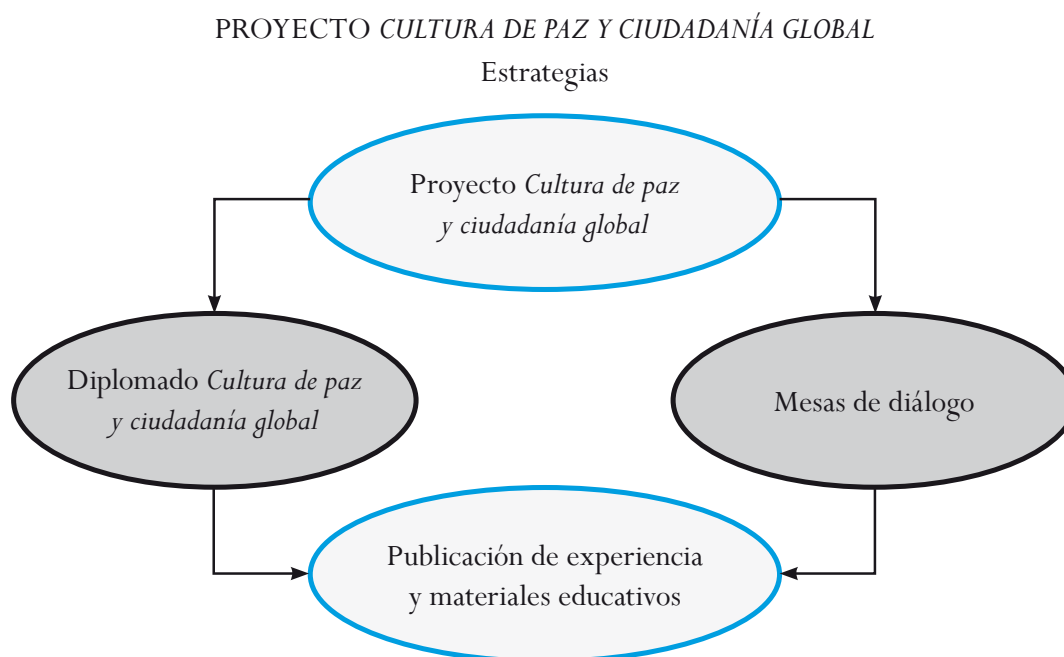 PROYECTO CULTURA DE PAZ Y CIUDADANÍA GLOBAL
Estrategias
Proyecto Cultura de paz
y ciudadanía global
Diplomado Cultura de paz
y ciudadanía global
Mesas de diálogo
Publicación de experiencia
y materiales educativos